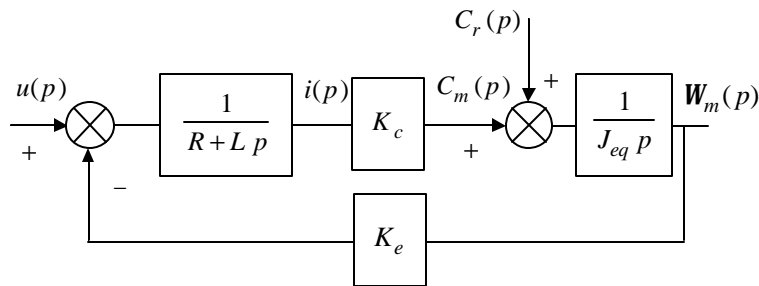 C_r(p)
u(p)
1
R + L p
i(p)
K_c
C_m(p)
+
1
J_eq p
W_m(p)
+
+
−
K_e